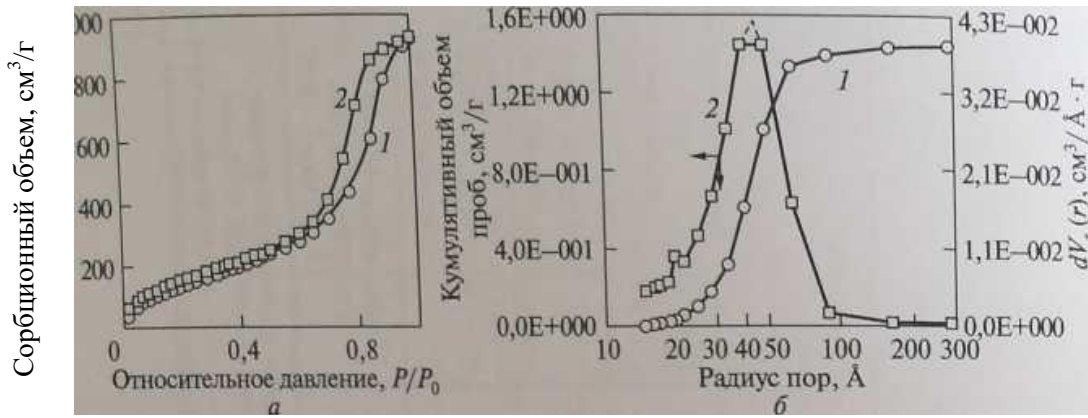 Сорбционный объем, см³/г
000
800
600
400
200
0
0,4
0,8
2
1
Относительное давление, P/P₀
а
Кумулятивный объем
проб, см³/г
1,6E+000
1,2E+000
8,0E—001
4,0E—001
0,0E+000
10
20
30
40
50
100
200
300
2
1
Радиус пор, Å
б
4,3E—002
3,2E—002
2,1E—002
1,1E—002
0,0E+000
(r), см³/Å · г